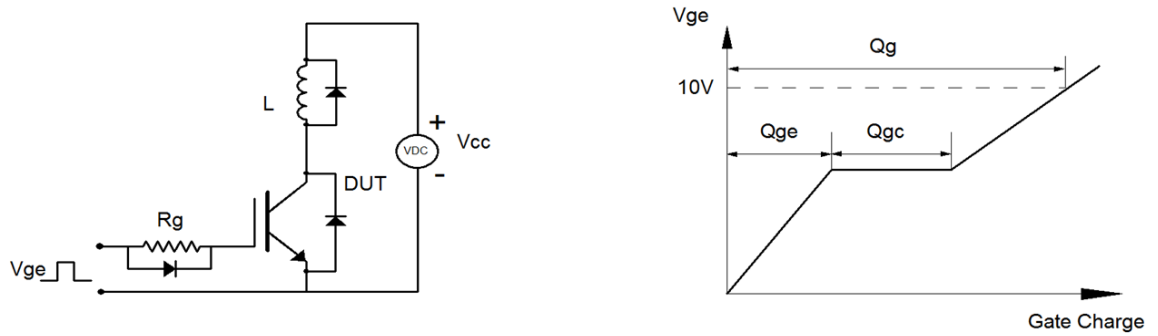 L
+
Vcc
VDC
-
DUT
Rg
Vge
Vge
Qg
10V
Qge
Qgc
Gate Charge